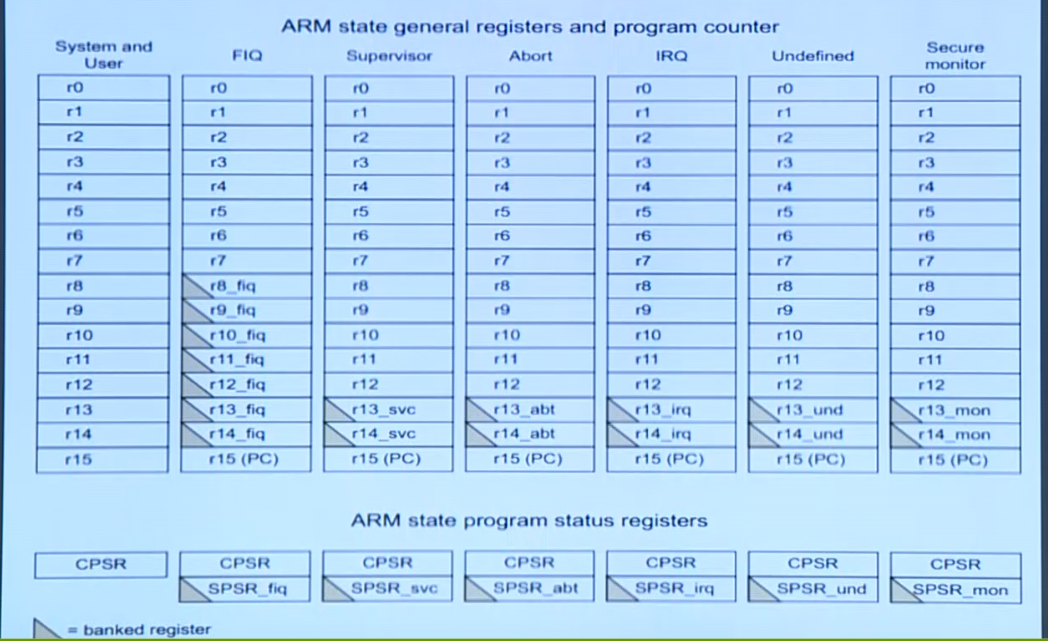 ARM state general registers and program counter
System and User FIQ Supervisor Abort IRQ Undefined Secure monitor
r0 r0 r0 r0 r0 r0 r0
r1 r1 r1 r1 r1 r1 r1
r2 r2 r2 r2 r2 r2 r2
r3 r3 r3 r3 r3 r3 r3
r4 r4 r4 r4 r4 r4 r4
r5 r5 r5 r5 r5 r5 r5
r6 r6 r6 r6 r6 r6 r6
r7 r7 r7 r7 r7 r7 r7
r8 r8_fiq r8 r8 r8 r8 r8
r9 r9_fiq r9 r9 r9 r9 r9
r10 r10_fiq r10 r10 r10 r10 r10
r11 r11_fiq r11 r11 r11 r11 r11
r12 r12_fiq r12 r12 r12 r12 r12
r13 r13_fiq r13_svc r13_abt r13_irq r13_und r13_mon
r14 r14_fiq r14_svc r14_abt r14_irq r14_und r14_mon
r15 r15 (PC) r15 (PC) r15 (PC) r15 (PC) r15 (PC) r15 (PC)
ARM state program status registers
CPSR CPSR CPSR CPSR CPSR CPSR CPSR
SPSR_fiq SPSR_svc SPSR_abt SPSR_irq SPSR_und SPSR_mon
= banked register